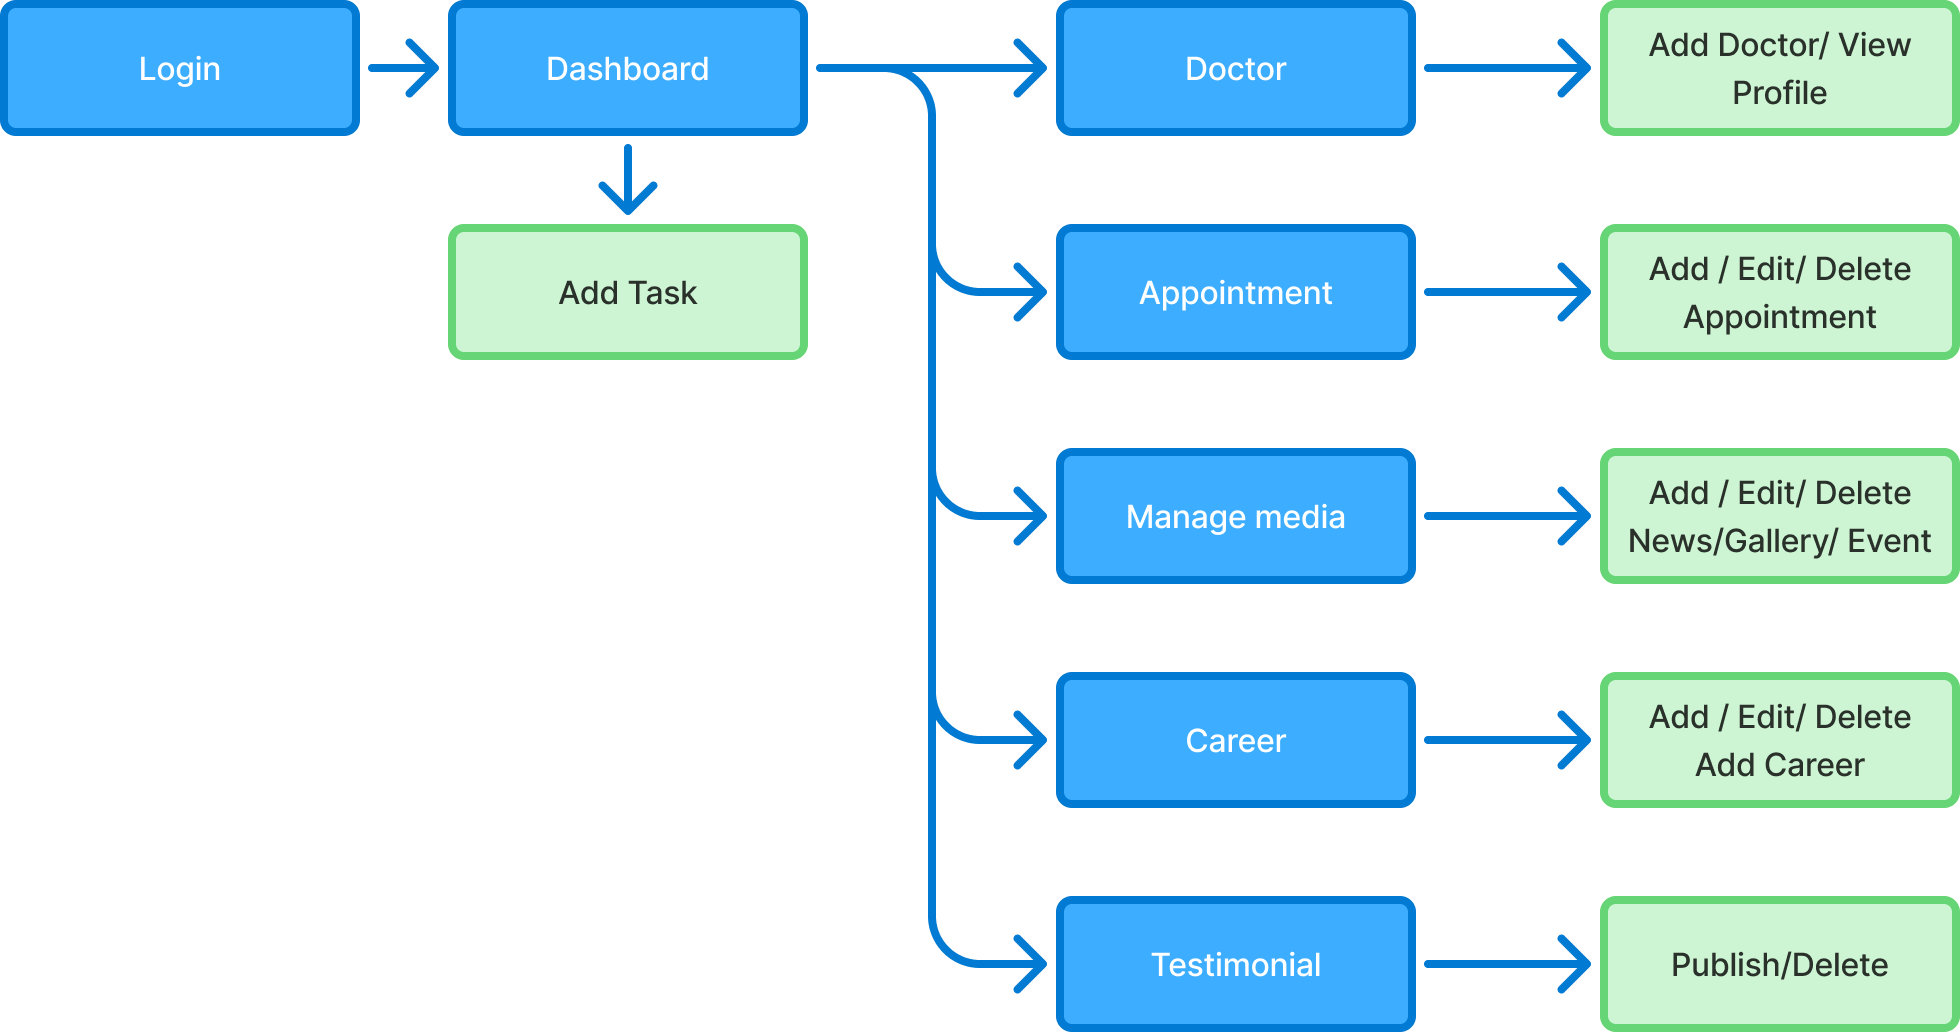 Login
Dashboard
Doctor
Add Doctor/ View
Profile
Add Task
Appointment
Add / Edit/ Delete
Appointment
Manage media
Add / Edit/ Delete
News/Gallery/ Event
Career
Add / Edit/ Delete
Add Career
Testimonial
Publish/Delete